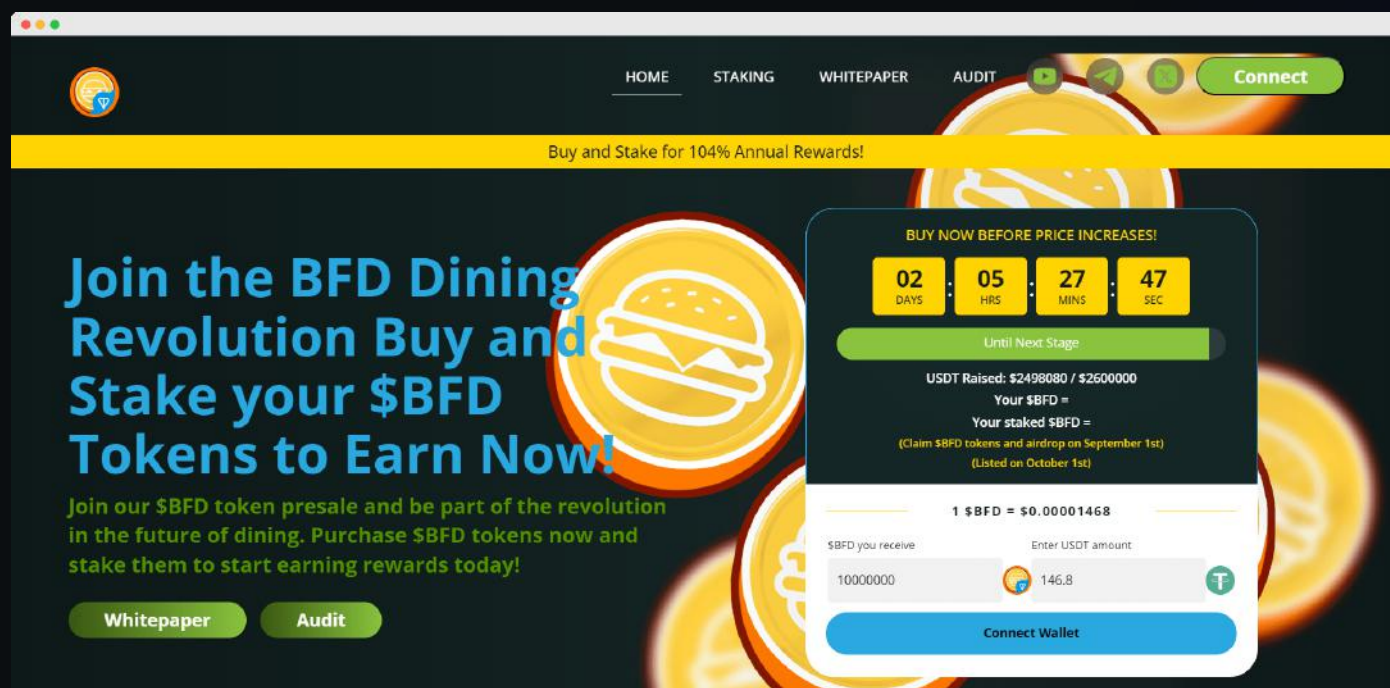 HOME STAKING WHITEPAPER AUDIT Connect
Buy and Stake for 104% Annual Rewards!
Join the BFD Dining
Revolution Buy and
Stake your $BFD
Tokens to Earn Now!
Join our $BFD token presale and be part of the revolution
in the future of dining. Purchase $BFD tokens now and
stake them to start earning rewards today!
Whitepaper Audit
BUY NOW BEFORE PRICE INCREASES!
02 : 05 : 27 : 47
DAYS HRS MINS SEC
Until Next Stage
USDT Raised: $2498080 / $2600000
Your $BFD =
Your staked $BFD =
(Claim $BFD tokens and airdrop on September 1st)
(Listed on October 1st)
1 $BFD = $0.00001468
$BFD you receive Enter USDT amount
10000000 146.8
Connect Wallet